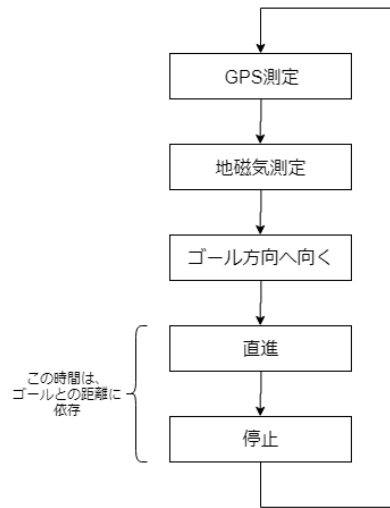 GPS測定
地磁気測定
ゴール方向へ向く
直進
この時間は、
ゴールとの距離に
依存
停止